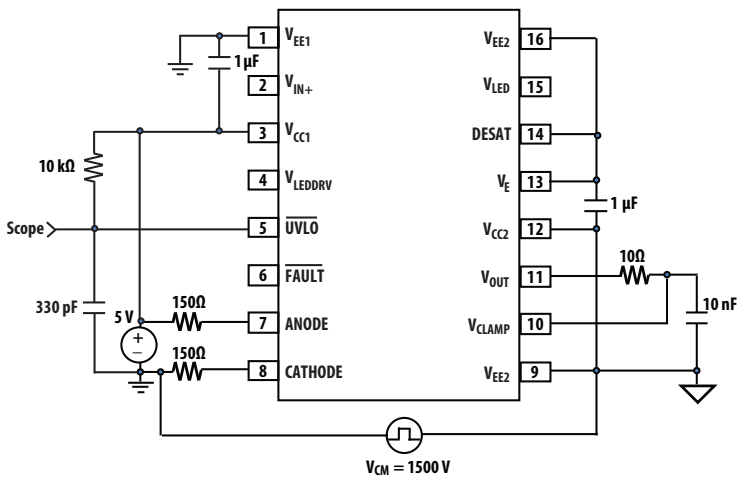 1 V_EE1 V_EE2 16
1 µF
2 V_IN+ V_LED 15
3 V_CC1 DESAT 14
10 kΩ
4 V_LEDDRV V_E 13
1 µF
Scope 5 U̅V̅L̅O̅ V_CC2 12
10Ω
6 F̅A̅U̅L̅T̅ V_OUT 11
330 pF 5 V 150Ω 10 nF
+
−
7 ANODE V_CLAMP 10
150Ω
8 CATHODE V_EE2 9
V_CM = 1500 V